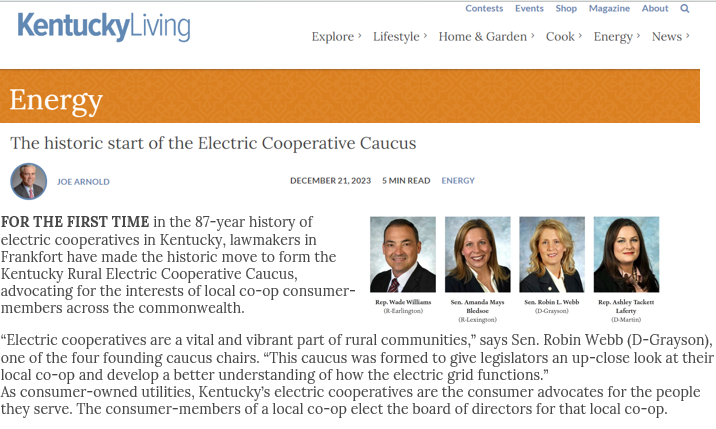 Contests Events Shop Magazine About
KentuckyLiving
Explore › Lifestyle › Home & Garden › Cook › Energy › News ›
Energy
The historic start of the Electric Cooperative Caucus
JOE ARNOLD
DECEMBER 21, 2023 5 MIN READ ENERGY
FOR THE FIRST TIME in the 87-year history of
electric cooperatives in Kentucky, lawmakers in
Frankfort have made the historic move to form the
Kentucky Rural Electric Cooperative Caucus,
advocating for the interests of local co-op consumer-
members across the commonwealth.
Rep. Wade Williams
(R-Earlington)
Sen. Amanda Mays
Bledsoe
(R-Lexington)
Sen. Robin L. Webb
(D-Grayson)
Rep. Ashley Tackett
Laferty
(D-Martin)
“Electric cooperatives are a vital and vibrant part of rural communities,” says Sen. Robin Webb (D-Grayson),
one of the four founding caucus chairs. “This caucus was formed to give legislators an up-close look at their
local co-op and develop a better understanding of how the electric grid functions.”
As consumer-owned utilities, Kentucky’s electric cooperatives are the consumer advocates for the people
they serve. The consumer-members of a local co-op elect the board of directors for that local co-op.